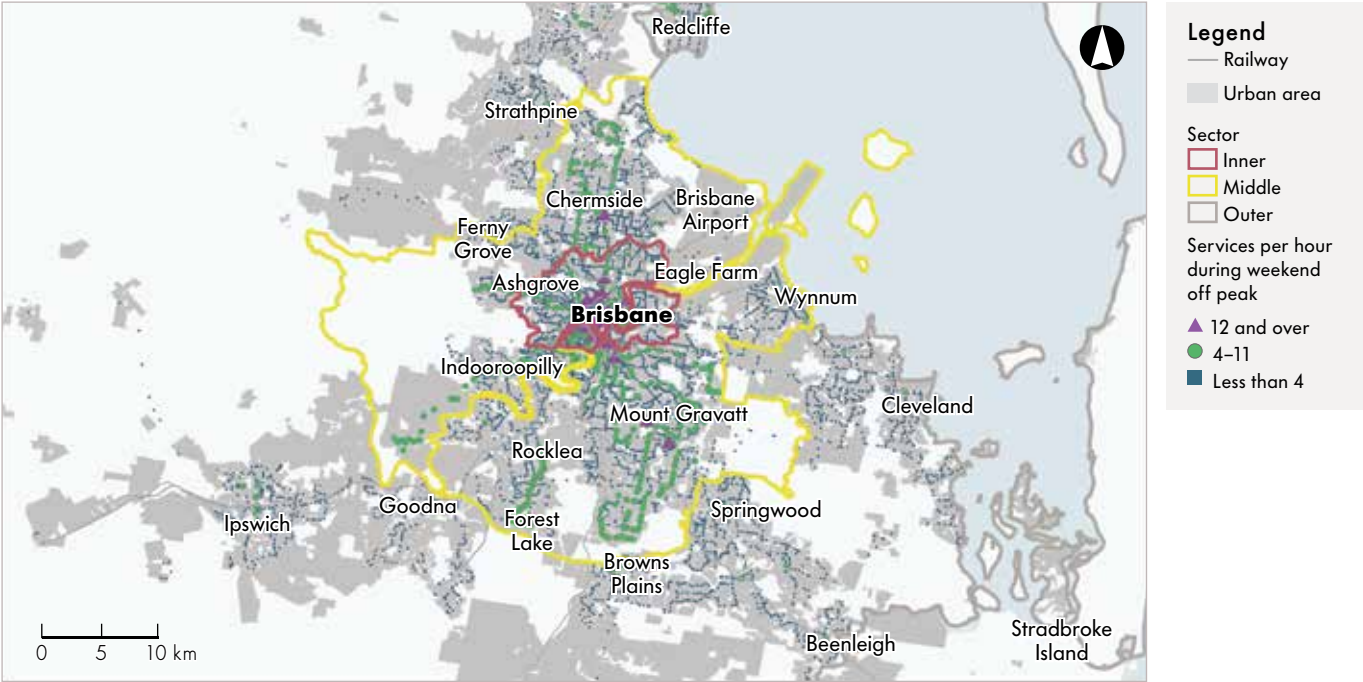 Redcliffe
Strathpine
Chermside
Brisbane
Airport
Ferny
Grove
Ashgrove
Eagle Farm
Wynnum
Brisbane
Indooroopilly
Mount Gravatt
Cleveland
Rocklea
Goodna
Ipswich
Forest
Lake
Springwood
Browns
Plains
Beenleigh
Stradbroke
Island
0 5 10 km
Legend
Railway
Urban area
Sector
Inner
Middle
Outer
Services per hour
during weekend
off peak
12 and over
4–11
Less than 4